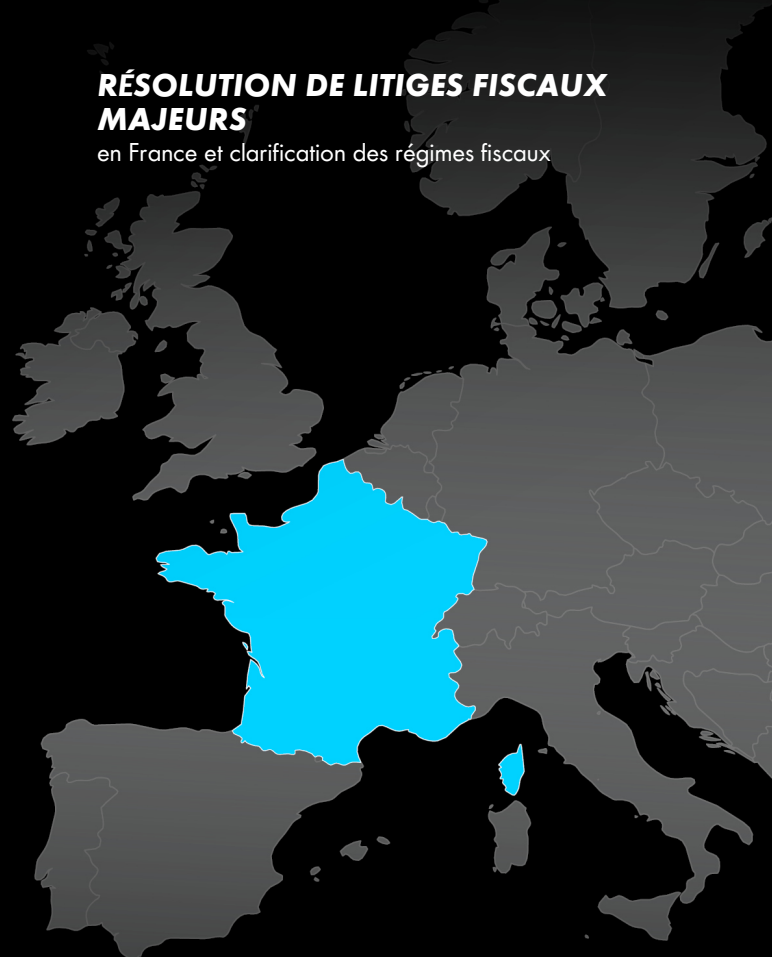 RÉSOLUTION DE LITIGES FISCAUX
MAJEURS
en France et clarification des régimes fiscaux